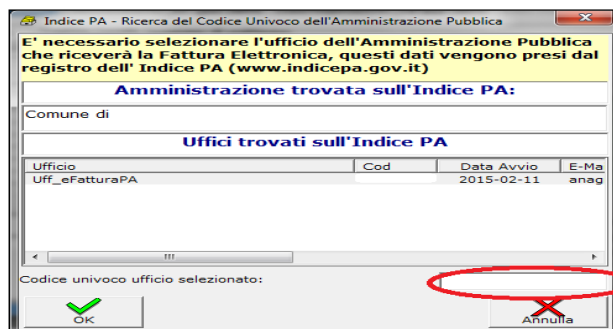 Indice PA - Ricerca del Codice Univoco dell'Amministrazione Pubblica
E' necessario selezionare l'ufficio dell'Amministrazione Pubblica
che riceverà la Fattura Elettronica, questi dati vengono presi dal
registro dell' Indice PA (www.indicepa.gov.it)
Amministrazione trovata sull'Indice PA:
Comune di
Uffici trovati sull'Indice PA
Ufficio Cod Data Avvio E-Ma
Uff_eFatturaPA 2015-02-11 anag
Codice univoco ufficio selezionato:
OK Annulla